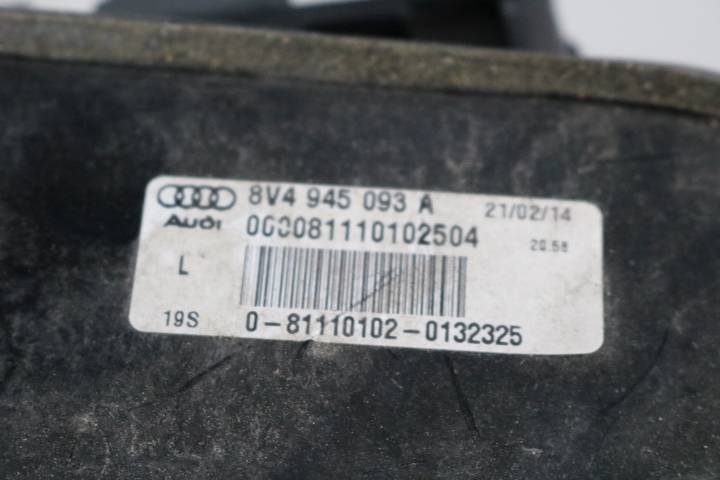 8V4 945 093 A 21/02/14
Audi 000081110102504 20.58
L
19S 0-81110102-0132325